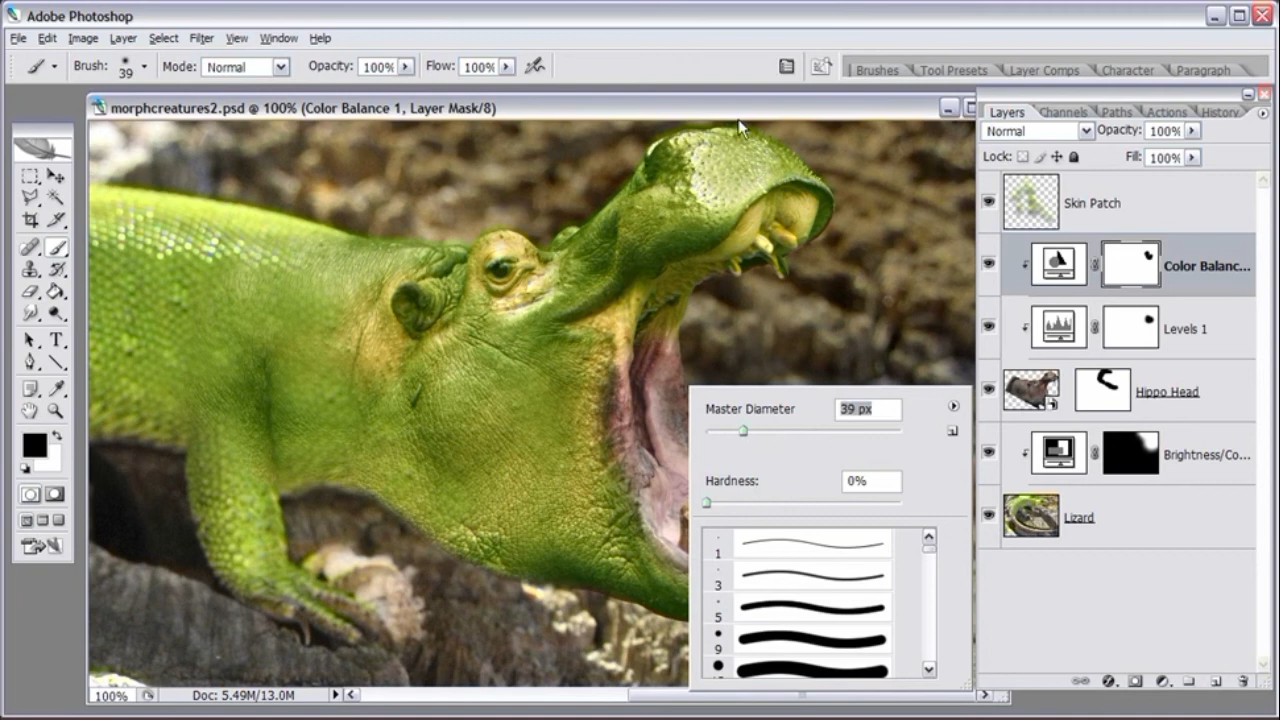 Adobe Photoshop
File Edit Image Layer Select Filter View Window Help
Brush: 39 Mode: Normal Opacity: 100% Flow: 100%
Brushes Tool Presets Layer Comps Character Paragraph
morphcreatures2.psd @ 100% (Color Balance 1, Layer Mask/8)
Layers Channels Paths Actions History
Normal Opacity: 100%
Lock: Fill: 100%
Skin Patch
Color Balanc...
Levels 1
Hippo Head
Brightness/Co...
Lizard
T
Master Diameter 39 px
Hardness: 0%
1
3
5
9
100% Doc: 5.49M/13.0M